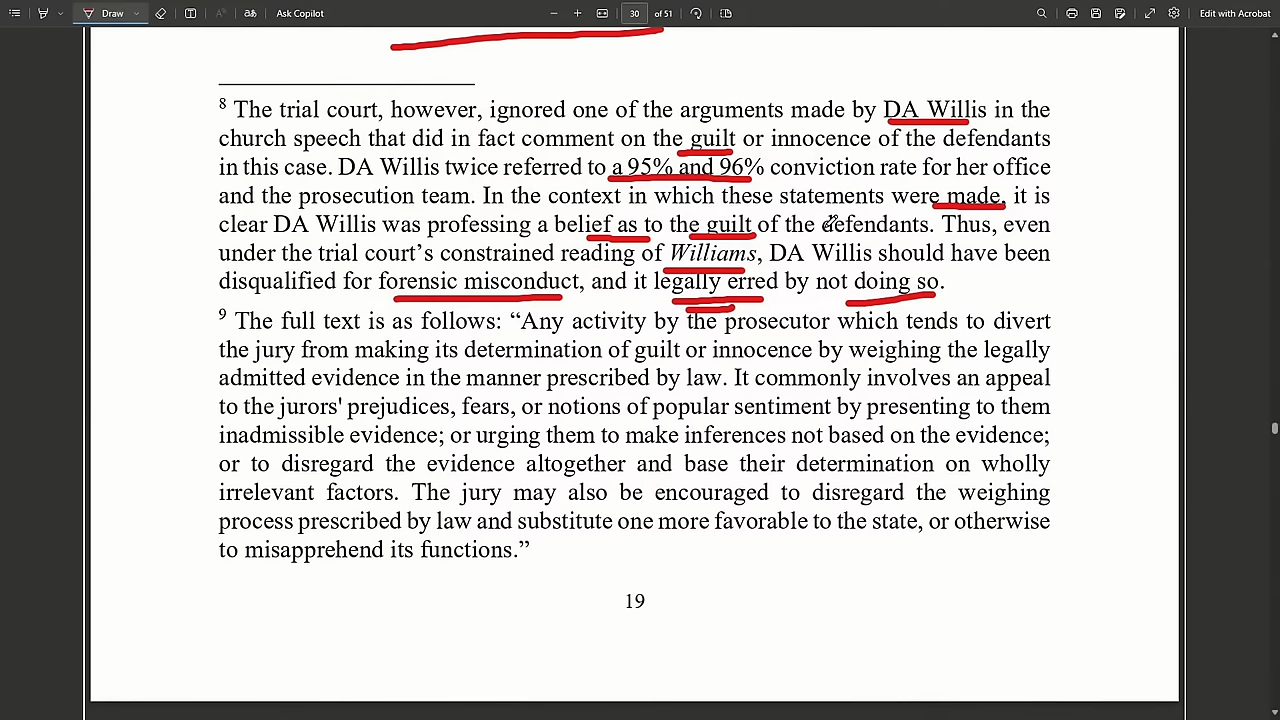 Draw
Ask Copilot
30 of 51
Edit with Acrobat
8 The trial court, however, ignored one of the arguments made by DA Willis in the
church speech that did in fact comment on the guilt or innocence of the defendants
in this case. DA Willis twice referred to a 95% and 96% conviction rate for her office
and the prosecution team. In the context in which these statements were made, it is
clear DA Willis was professing a belief as to the guilt of the defendants. Thus, even
under the trial court’s constrained reading of Williams, DA Willis should have been
disqualified for forensic misconduct, and it legally erred by not doing so.
9 The full text is as follows: “Any activity by the prosecutor which tends to divert
the jury from making its determination of guilt or innocence by weighing the legally
admitted evidence in the manner prescribed by law. It commonly involves an appeal
to the jurors' prejudices, fears, or notions of popular sentiment by presenting to them
inadmissible evidence; or urging them to make inferences not based on the evidence;
or to disregard the evidence altogether and base their determination on wholly
irrelevant factors. The jury may also be encouraged to disregard the weighing
process prescribed by law and substitute one more favorable to the state, or otherwise
to misapprehend its functions.”
19